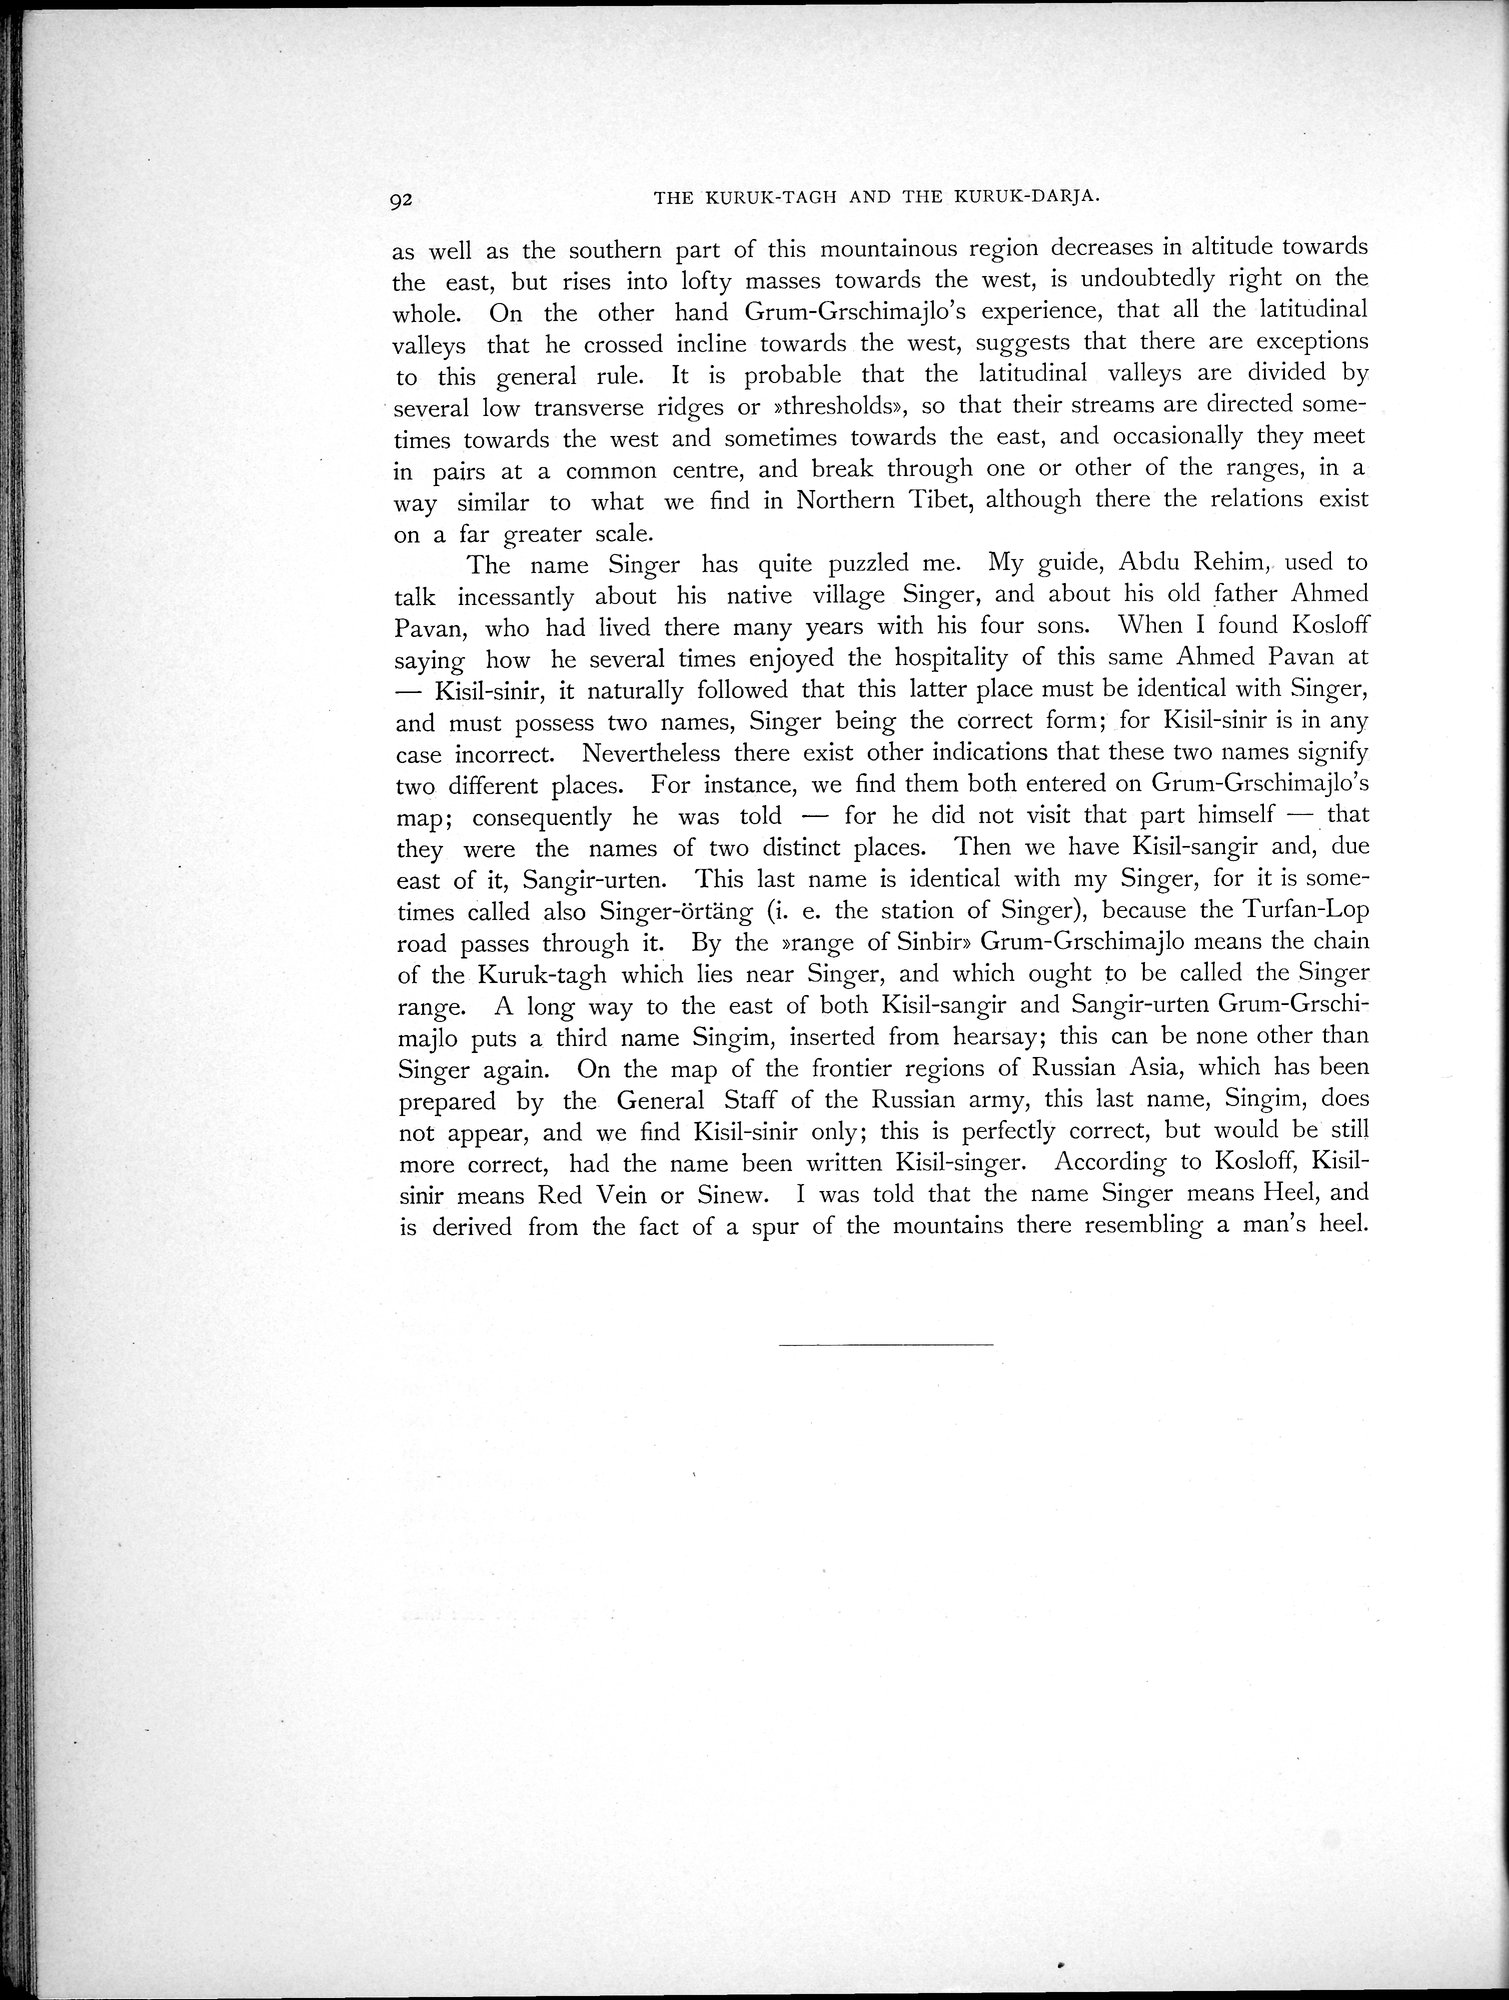 92 THE KURUK-TAGH AND THE KURUK-DARJA.
as well as the southern part of this mountainous region decreases in altitude towards
the east, but rises into lofty masses towards the west, is undoubtedly right on the
whole. On the other hand Grum-Grschimajlo's experience, that all the latitudinal
valleys that he crossed incline towards the west, suggests that there are exceptions
to this general rule. It is probable that the latitudinal valleys are divided by
several low transverse ridges or »thresholds», so that their streams are directed some-
times towards the west and sometimes towards the east, and occasionally they meet
in pairs at a common centre, and break through one or other of the ranges, in a
way similar to what we find in Northern Tibet, although there the relations exist
on a far greater scale.
The name Singer has quite puzzled me. My guide, Abdu Rehim, used to
talk incessantly about his native village Singer, and about his old father Ahmed
Pavan, who had lived there many years with his four sons. When I found Kosloff
saying how he several times enjoyed the hospitality of this same Ahmed Pavan at
— Kisil-sinir, it naturally followed that this latter place must be identical with Singer,
and must possess two names, Singer being the correct form; for Kisil-sinir is in any
case incorrect. Nevertheless there exist other indications that these two names signify
two different places. For instance, we find them both entered on Grum-Grschimajlo's
map; consequently he was told — for he did not visit that part himself — that
they were the names of two distinct places. Then we have Kisil-sangir and, due
east of it, Sangir-urten. This last name is identical with my Singer, for it is some-
times called also Singer-örtäng (i. e. the station of Singer), because the Turfan-Lop
road passes through it. By the »range of Sinbir» Grum-Grschimajlo means the chain
of the Kuruk-tagh which lies near Singer, and which ought to be called the Singer
range. A long way to the east of both Kisil-sangir and Sangir-urten Grum-Grschi-
majlo puts a third name Singim, inserted from hearsay; this can be none other than
Singer again. On the map of the frontier regions of Russian Asia, which has been
prepared by the General Staff of the Russian army, this last name, Singim, does
not appear, and we find Kisil-sinir only; this is perfectly correct, but would be still
more correct, had the name been written Kisil-singer. According to Kosloff, Kisil-
sinir means Red Vein or Sinew. I was told that the name Singer means Heel, and
is derived from the fact of a spur of the mountains there resembling a man's heel.